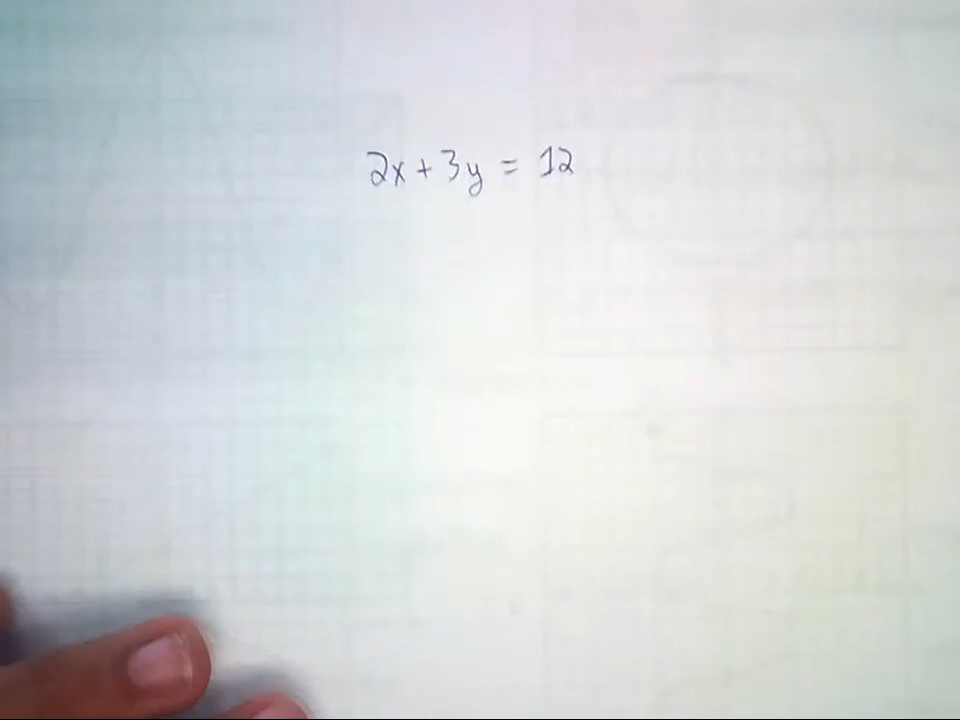 2x + 3y = 12